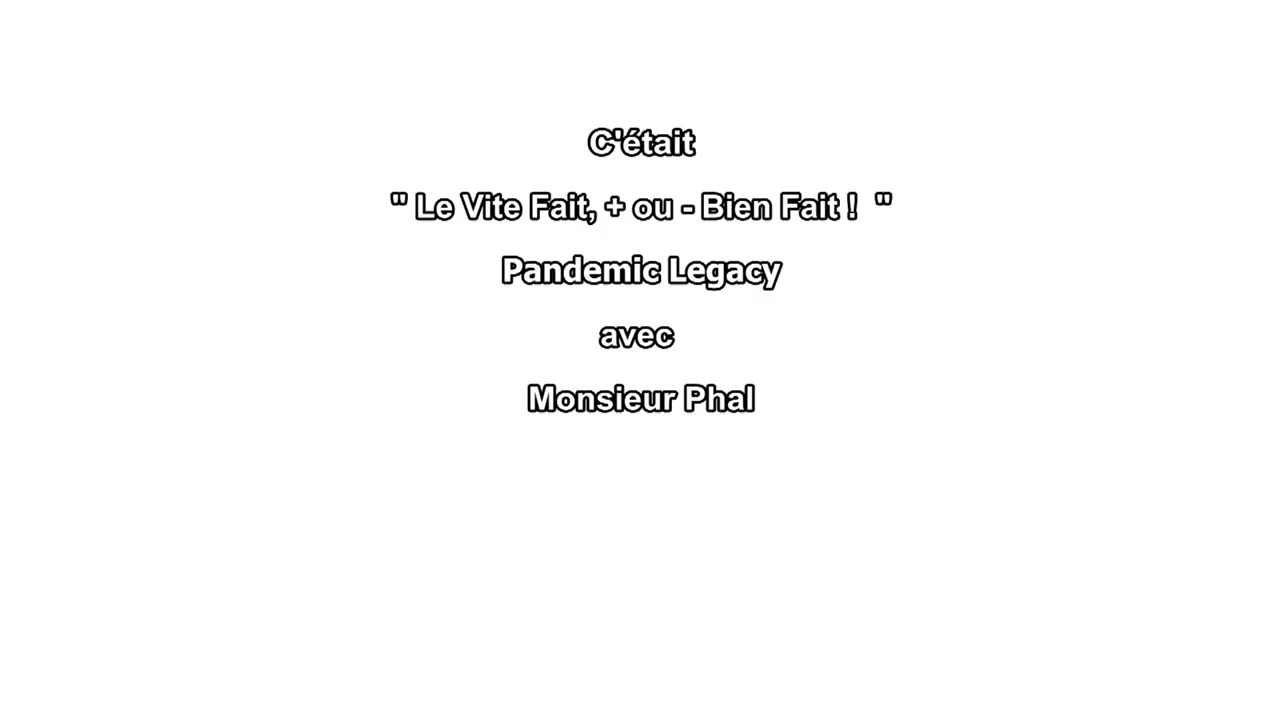 C'était
" Le Vite Fait, + ou - Bien Fait ! "
Pandemic Legacy
avec
Monsieur Phal